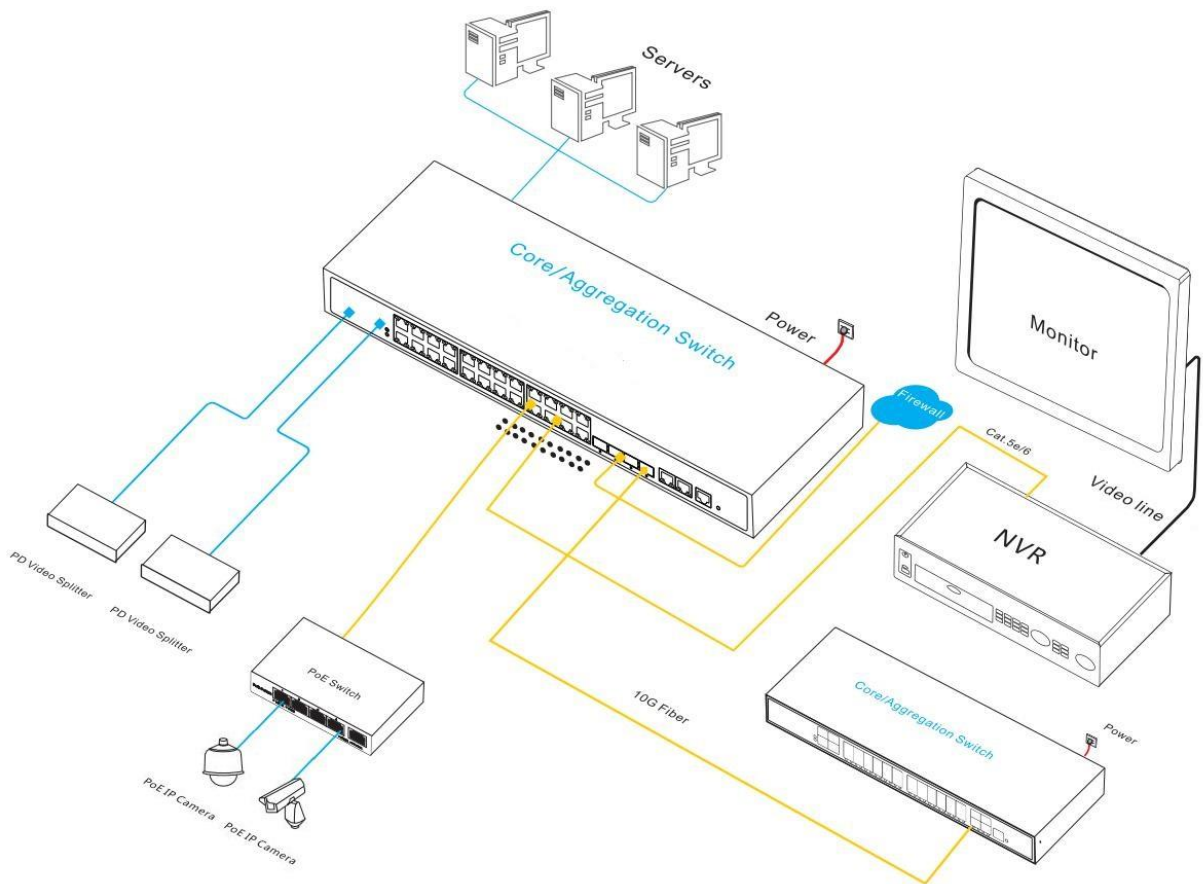 Servers
Core/Aggregation Switch
Power
Monitor
Firewall
Cat.5e/6
Video line
NVR
PD Video Splitter
PD Video Splitter
PoE Switch
10G Fiber
Core/Aggregation Switch
Power
PoE IP Camera
PoE IP Camera